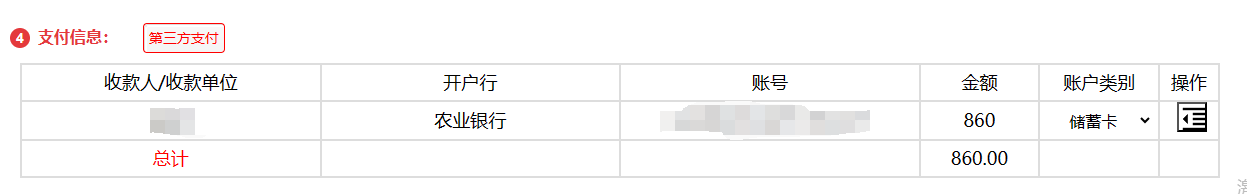 4 支付信息： 第三方支付
收款人/收款单位 开户行 账号 金额 账户类别 操作
农业银行 860 储蓄卡
总计 860.00